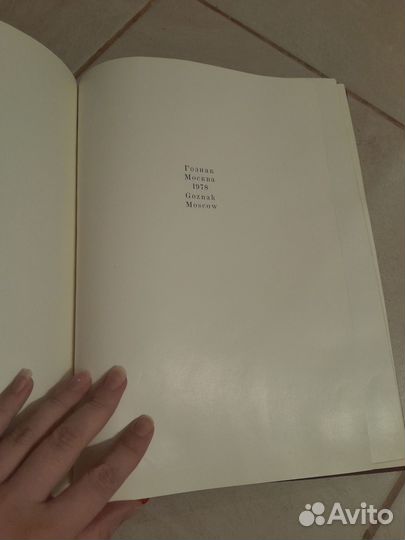 Гознак
Москва
1978
Goznak
Moscow
Avito